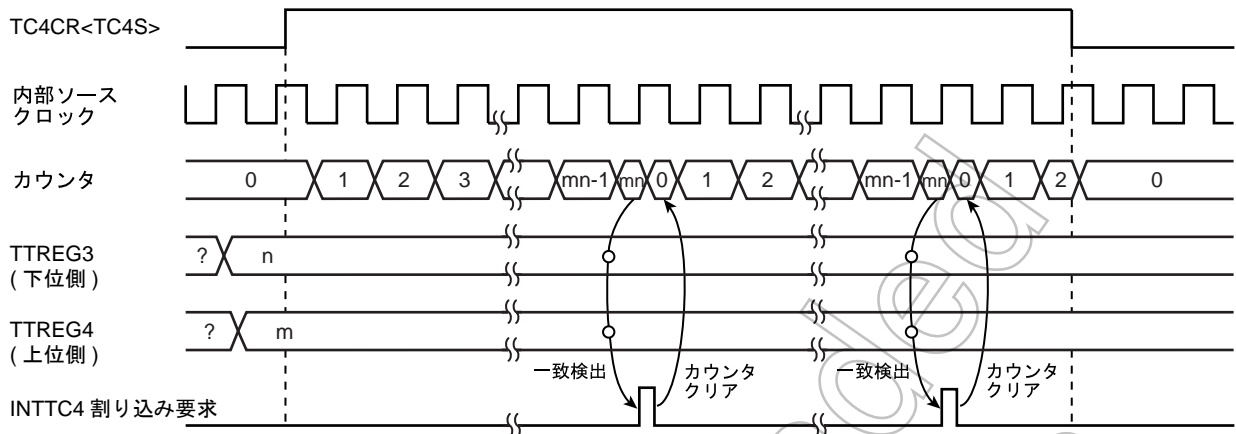 TC4CR<TC4S>
内部ソース
クロック
カウンタ 0 1 2 3 mn-1 mn 0 1 2 mn-1 mn 0 1 2 0
TTREG3 ? n
(下位側)
TTREG4 ? m
(上位側)
一致検出 カウンタ 一致検出 カウンタ
クリア クリア
INTTC4 割り込み要求